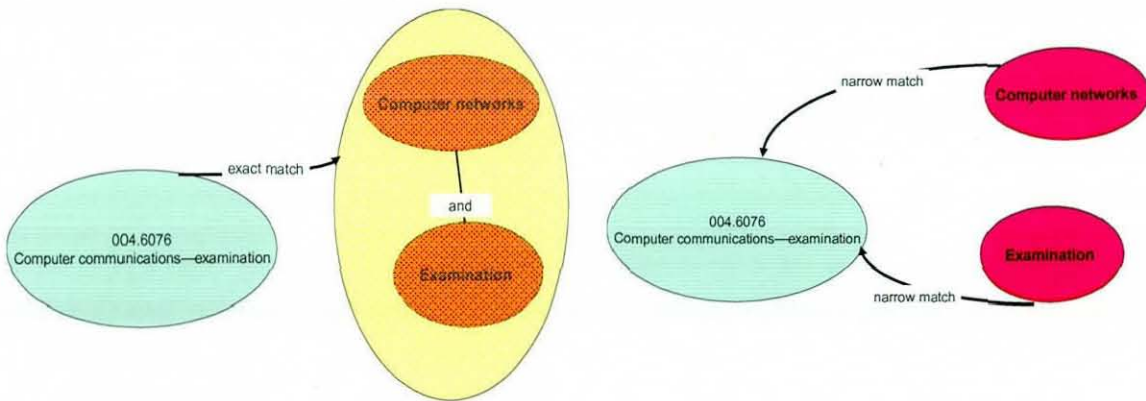 Computer networks
exact match
and
004.6076
Computer communications—examination
Examination
narrow match
Computer networks
004.6076
Computer communications—examination
Examination
narrow match